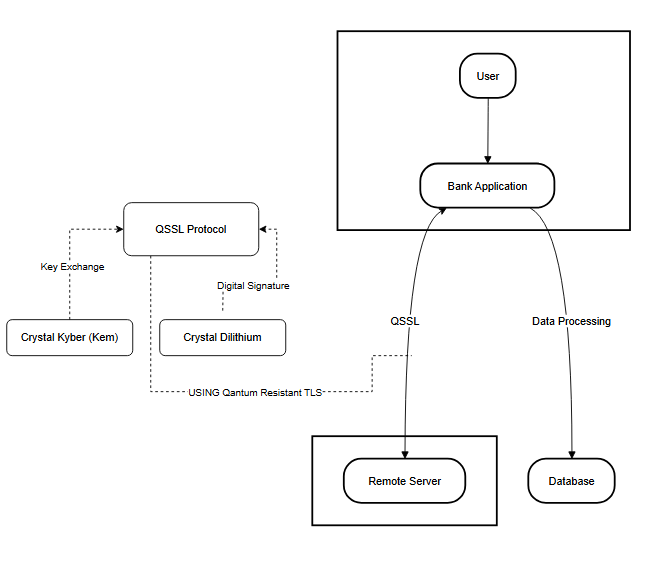 User
Bank Application
QSSL Protocol
Key Exchange
Digital Signature
Crystal Kyber (Kem)
Crystal Dilithium
QSSL
Data Processing
USING Qantum Resistant TLS
Remote Server
Database